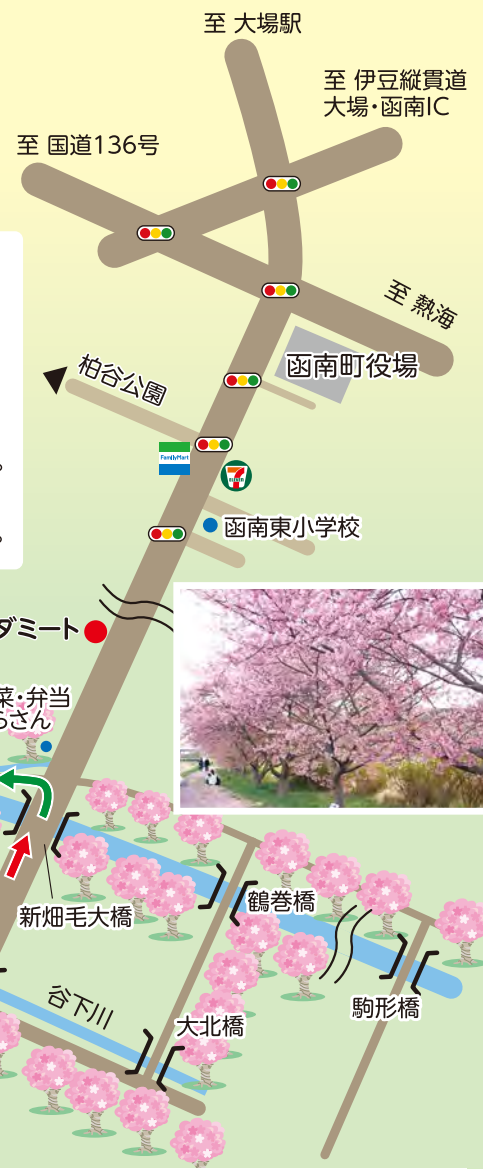 至 大場駅
至 伊豆縦貫道
大場・函南IC
至 国道136号
至 熱海
函南町役場
柏谷公園
FamilyMart
7
ELEVEN
函南東小学校
ダミート
菜・弁当
らさん
新畑毛大橋
鶴巻橋
駒形橋
谷下川
大北橋